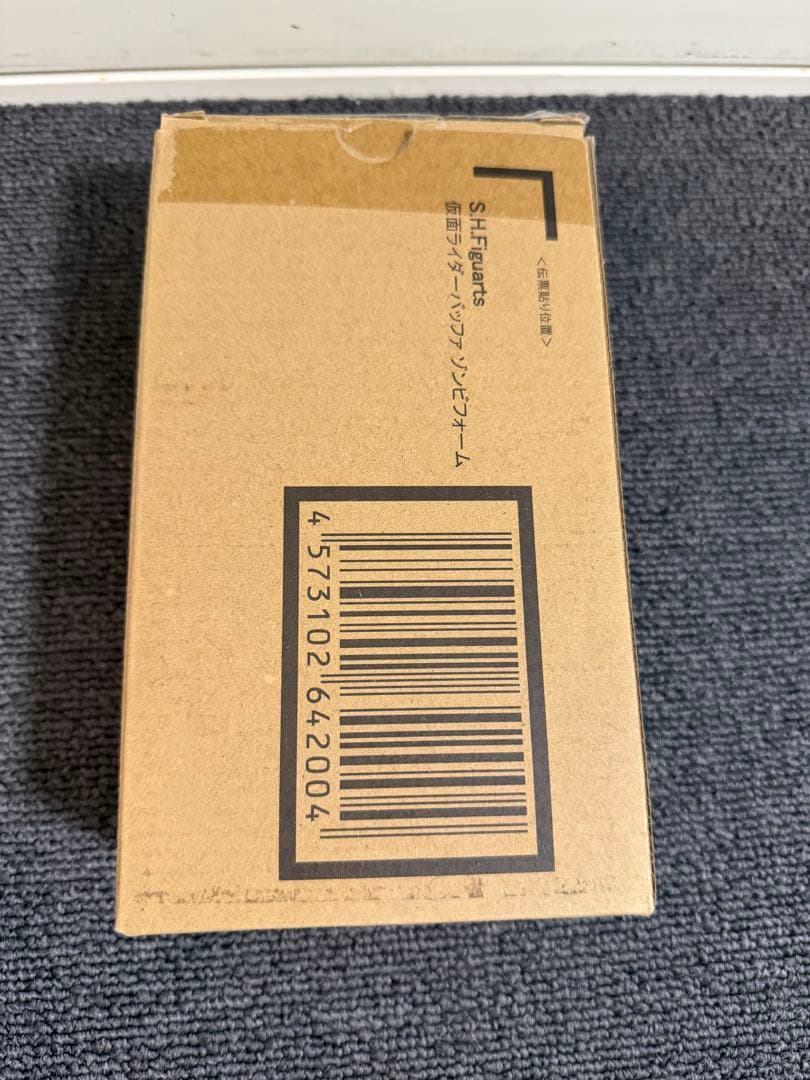 <伝票貼り位置>
S.H.Figuarts
仮面ライダーバッファ ゾンビフォーム
4 573102 642004